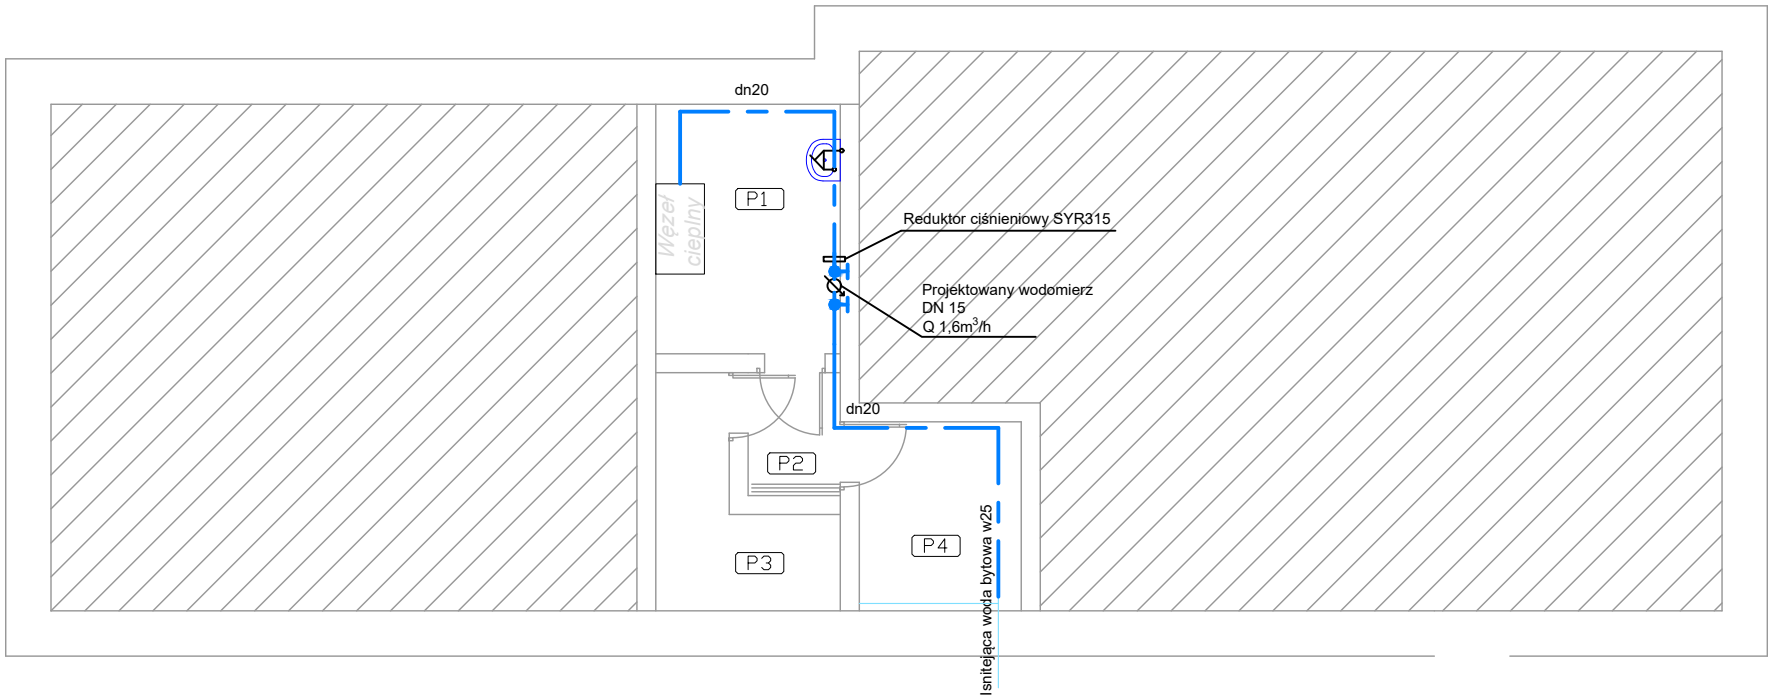 dn20
P1
Węzeł
cieplny
Reduktor ciśnieniowy SYR315
Projektowany wodomierz
DN 15
Q 1,6m³/h
dn20
P2
P3
P4
Isnitejąca woda bytowa w25